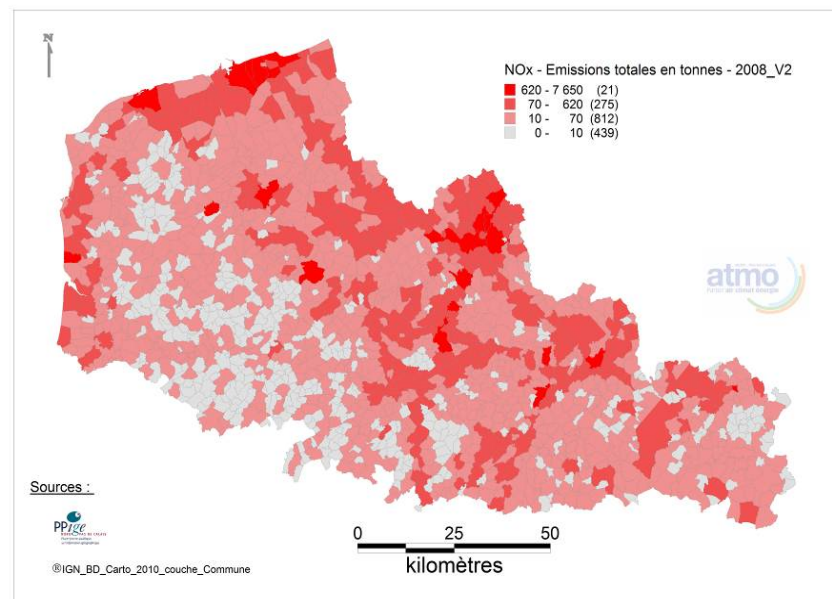 N
NOx - Emissions totales en tonnes - 2008_V2
620 - 7 650 (21)
70 - 620 (275)
10 - 70 (812)
0 - 10 (439)
atmo
Sources :
PPige
0 25 50
kilomètres
®IGN_BD_Carto_2010_couche_Commune